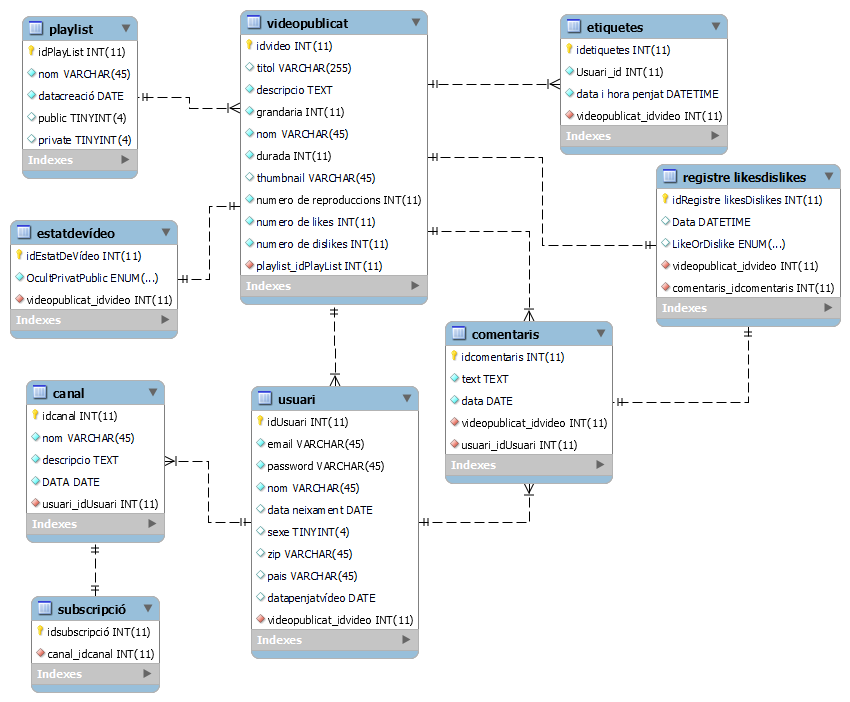 playlist
idPlayList INT(11)
nom VARCHAR(45)
datacreació DATE
public TINYINT(4)
private TINYINT(4)
Indexes
videopublicat
idvideo INT(11)
titol VARCHAR(255)
descripcio TEXT
grandaria INT(11)
nom VARCHAR(45)
durada INT(11)
thumbnail VARCHAR(45)
numero de reproduccions INT(11)
numero de likes INT(11)
numero de dislikes INT(11)
playlist_idPlayList INT(11)
Indexes
etiquetes
idetiquetes INT(11)
Usuari_id INT(11)
data i hora penjat DATETIME
videopublicat_idvideo INT(11)
Indexes
registre likesdislikes
idRegistre likesDislikes INT(11)
Data DATETIME
LikeOrDislike ENUM(...)
videopublicat_idvideo INT(11)
comentaris_idcomentaris INT(11)
Indexes
estatdevídeo
idEstatDeVídeo INT(11)
OcultPrivatPublic ENUM(...)
videopublicat_idvideo INT(11)
Indexes
comentaris
idcomentaris INT(11)
text TEXT
data DATE
videopublicat_idvideo INT(11)
usuari_idUsuari INT(11)
Indexes
canal
idcanal INT(11)
nom VARCHAR(45)
descripcio TEXT
DATA DATE
usuari_idUsuari INT(11)
Indexes
usuari
idUsuari INT(11)
email VARCHAR(45)
password VARCHAR(45)
nom VARCHAR(45)
data neixament DATE
sexe TINYINT(4)
zip VARCHAR(45)
pais VARCHAR(45)
datapenjatvídeo DATE
videopublicat_idvideo INT(11)
Indexes
subscripció
idsubscripció INT(11)
canal_idcanal INT(11)
Indexes